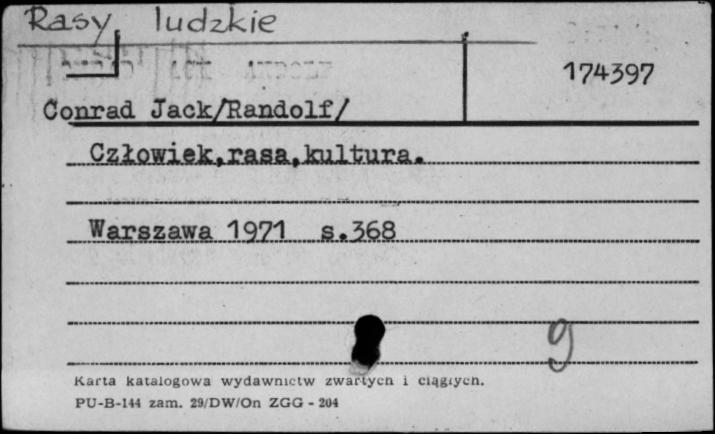 Rasy ludzkie
174397
Conrad Jack/Randolf/
Człowiek,rasa,kultura.
Warszawa 1971 s.368
9
Karta katalogowa wydawnictw zwartych i ciągłych.
PU-B-144 zam. 29/DW/On ZGG - 204